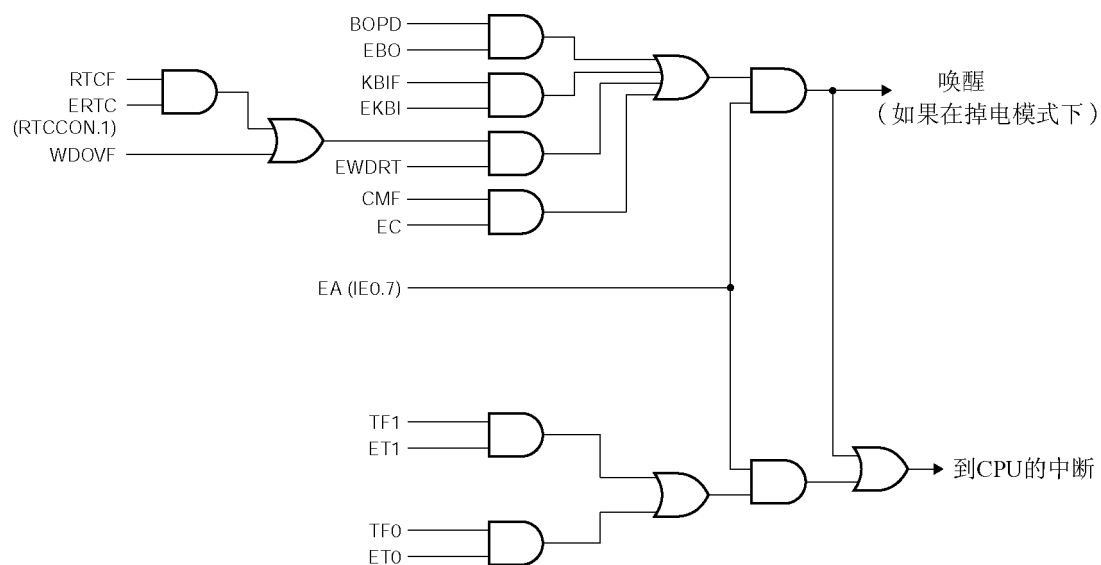 BOPD
EBO
RTCF
ERTC
(RTCCON.1)
WDOVF
KBIF
EKBI
EWDRT
CMF
EC
唤醒
（如果在掉电模式下）
EA (IE0.7)
TF1
ET1
TF0
ET0
到CPU的中断